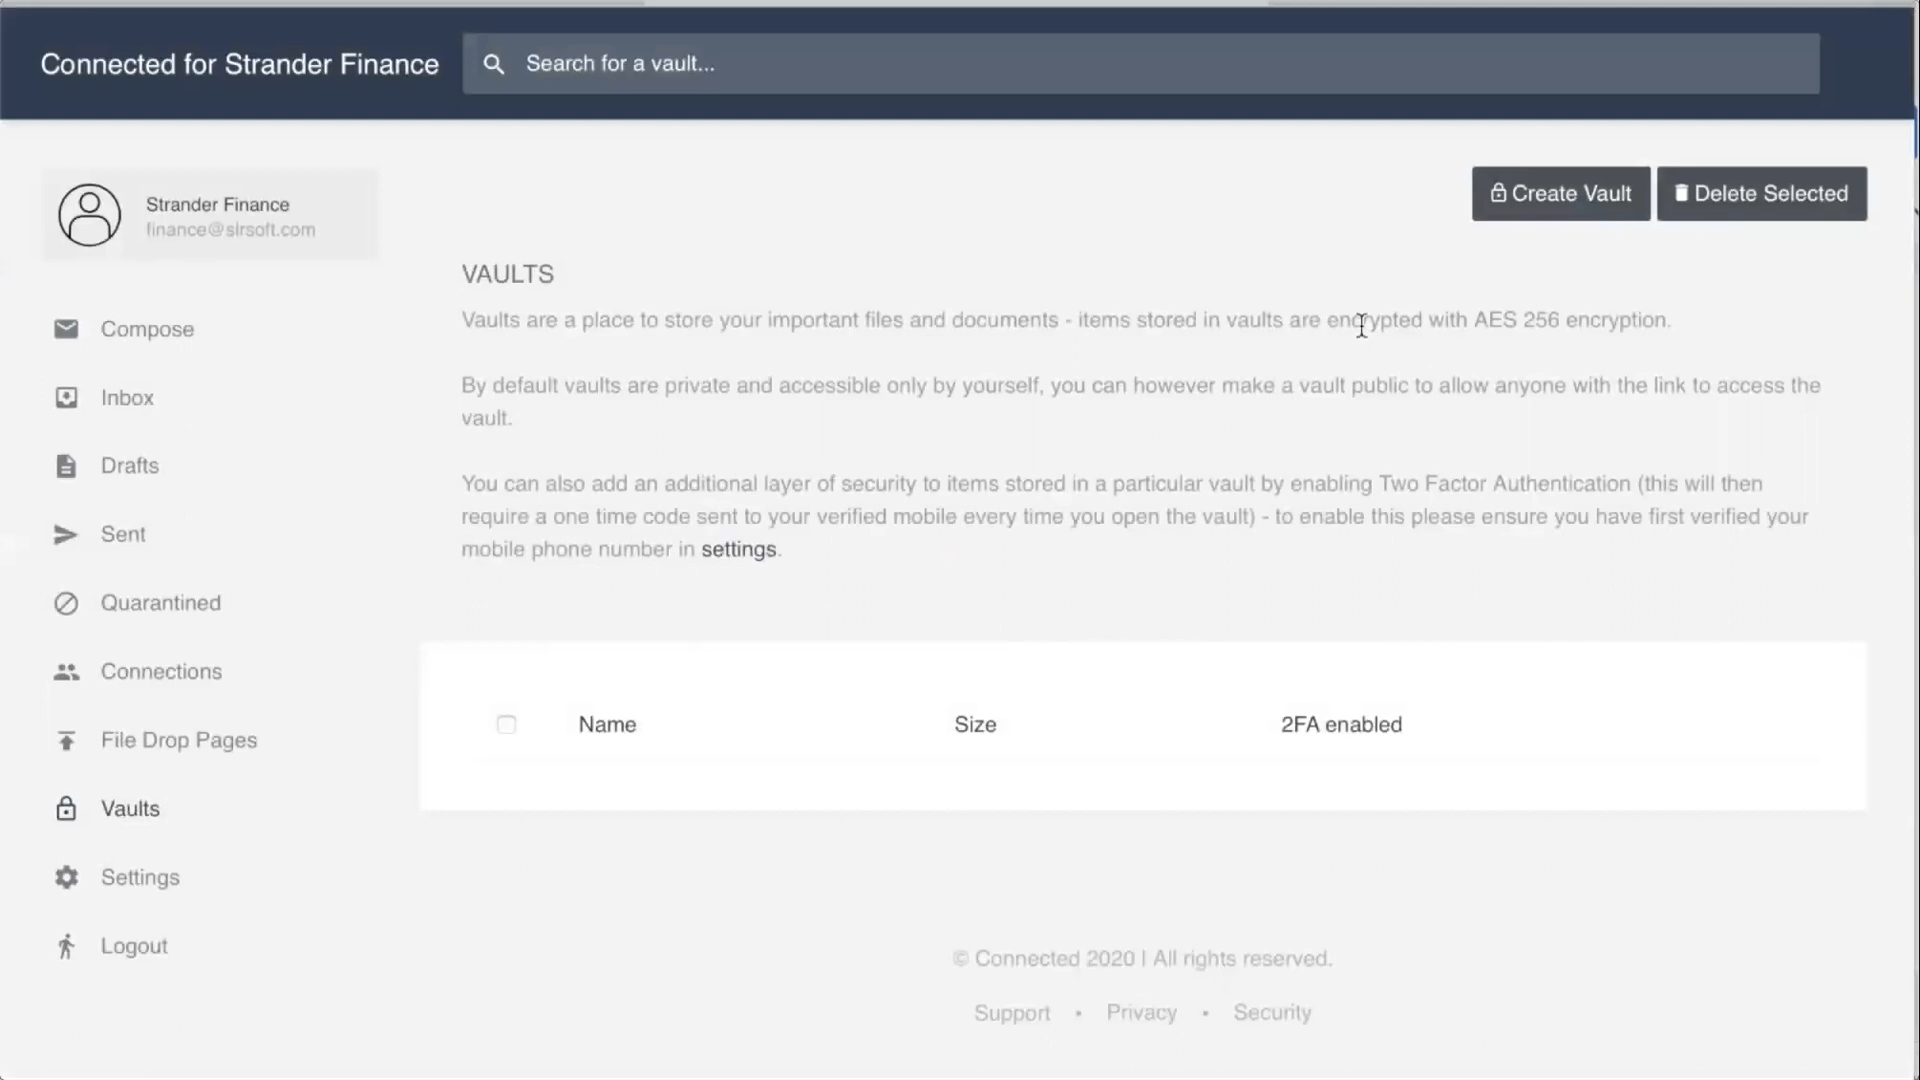 Connected for Strander Finance
Search for a vault...
Strander Finance
finance@slrsoft.com
Compose
Inbox
Drafts
Sent
Quarantined
Connections
File Drop Pages
Vaults
Settings
Logout
Create Vault
Delete Selected
VAULTS
Vaults are a place to store your important files and documents - items stored in vaults are encrypted with AES 256 encryption.
By default vaults are private and accessible only by yourself, you can however make a vault public to allow anyone with the link to access the
vault.
You can also add an additional layer of security to items stored in a particular vault by enabling Two Factor Authentication (this will then
require a one time code sent to your verified mobile every time you open the vault) - to enable this please ensure you have first verified your
mobile phone number in settings.
Name Size 2FA enabled
© Connected 2020 | All rights reserved.
Support • Privacy • Security